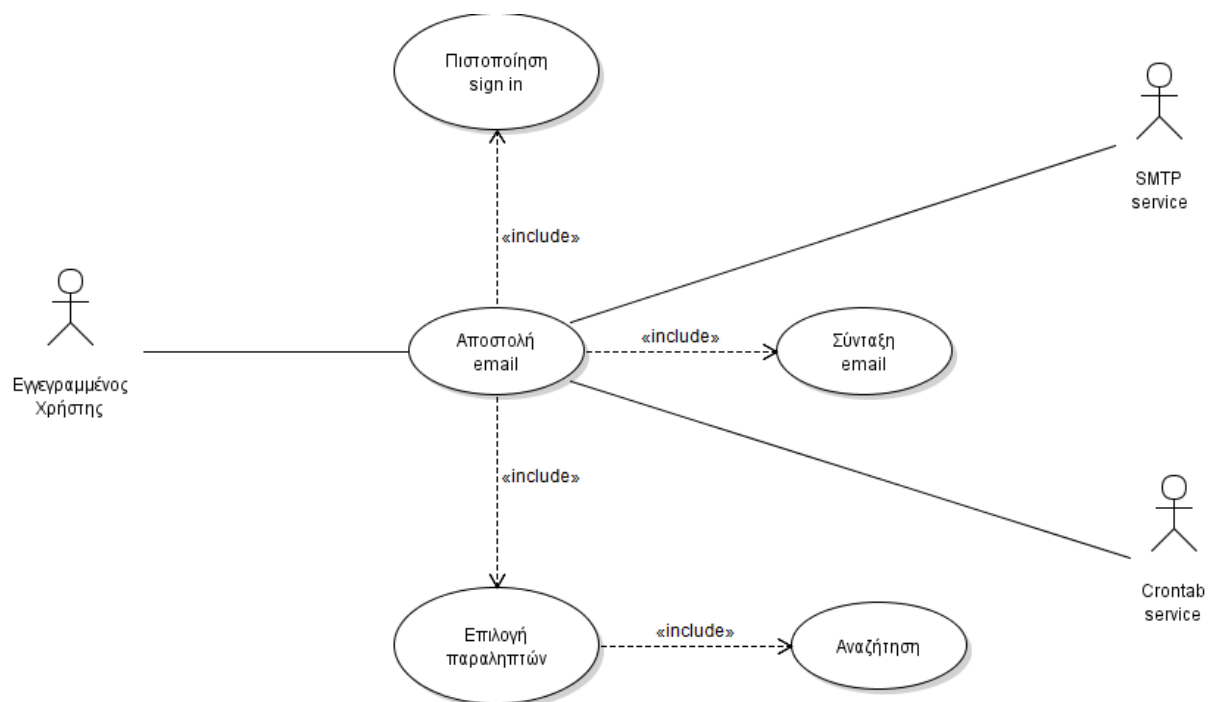 Πιστοποίηση
sign in
SMTP
service
«include»
Εγγεγραμμένος
Χρήστης
Αποστολή
email
«include»
Σύνταξη
email
«include»
Crontab
service
Επιλογή
παραληπτών
«include»
Αναζήτηση